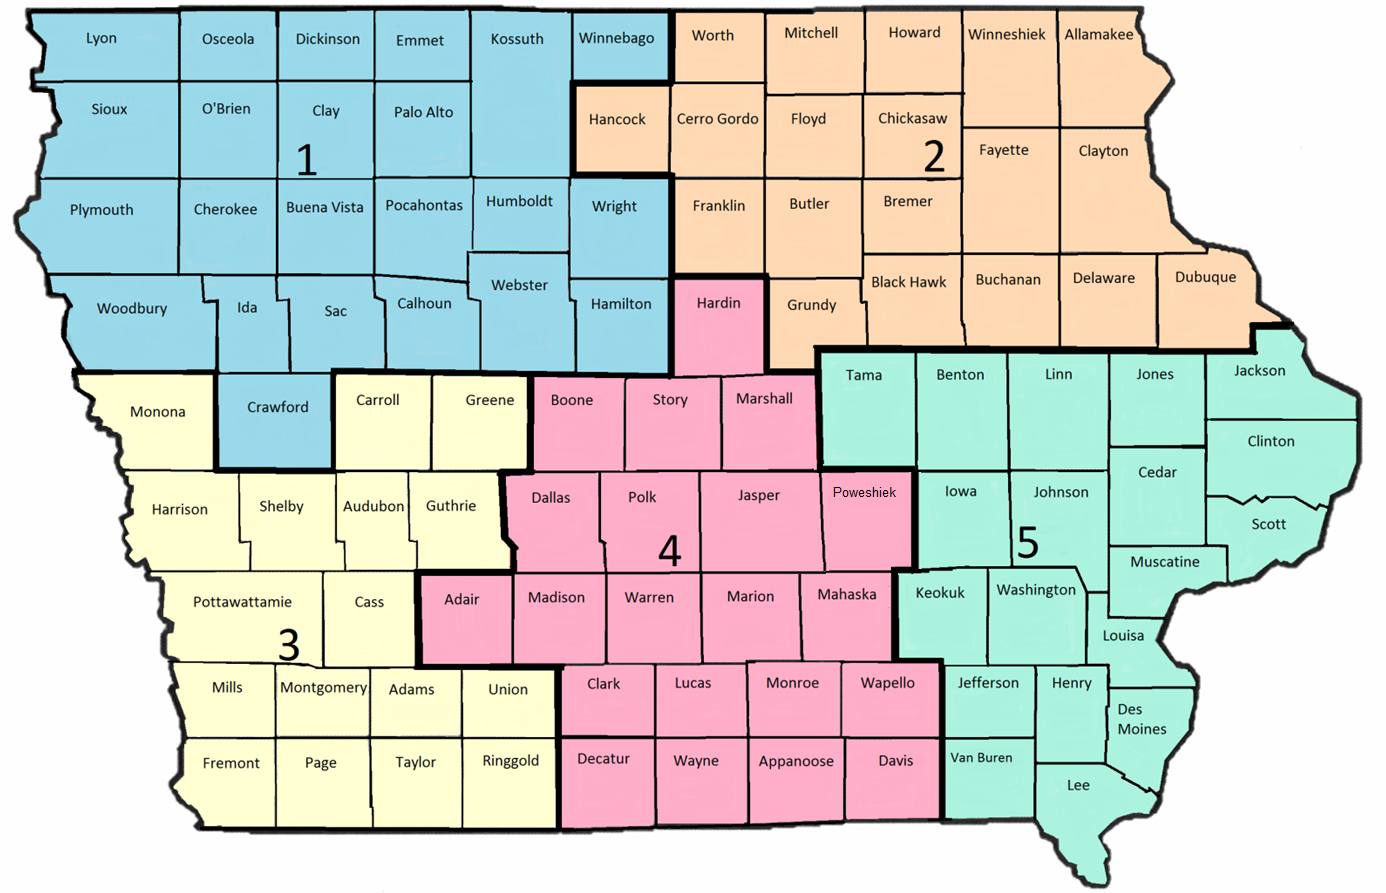 Lyon
Osceola
Dickinson
Emmet
Kossuth
Winnebago
Worth
Mitchell
Howard
Winneshiek
Allamakee
Sioux
O'Brien
Clay
Palo Alto
Hancock
Cerro Gordo
Floyd
Chickasaw
1
2
Fayette
Clayton
Plymouth
Cherokee
Buena Vista
Pocahontas
Humboldt
Wright
Franklin
Butler
Bremer
Woodbury
Ida
Sac
Calhoun
Webster
Hamilton
Hardin
Grundy
Black Hawk
Buchanan
Delaware
Dubuque
Monona
Crawford
Carroll
Greene
Boone
Story
Marshall
Tama
Benton
Linn
Jones
Jackson
Clinton
Harrison
Shelby
Audubon
Guthrie
Dallas
Polk
Jasper
Poweshiek
Iowa
Johnson
Cedar
Scott
4
5
Muscatine
Pottawattamie
Cass
Adair
Madison
Warren
Marion
Mahaska
Keokuk
Washington
Louisa
3
Mills
Montgomery
Adams
Union
Clark
Lucas
Monroe
Wapello
Jefferson
Henry
Des
Moines
Fremont
Page
Taylor
Ringgold
Decatur
Wayne
Appanoose
Davis
Van Buren
Lee